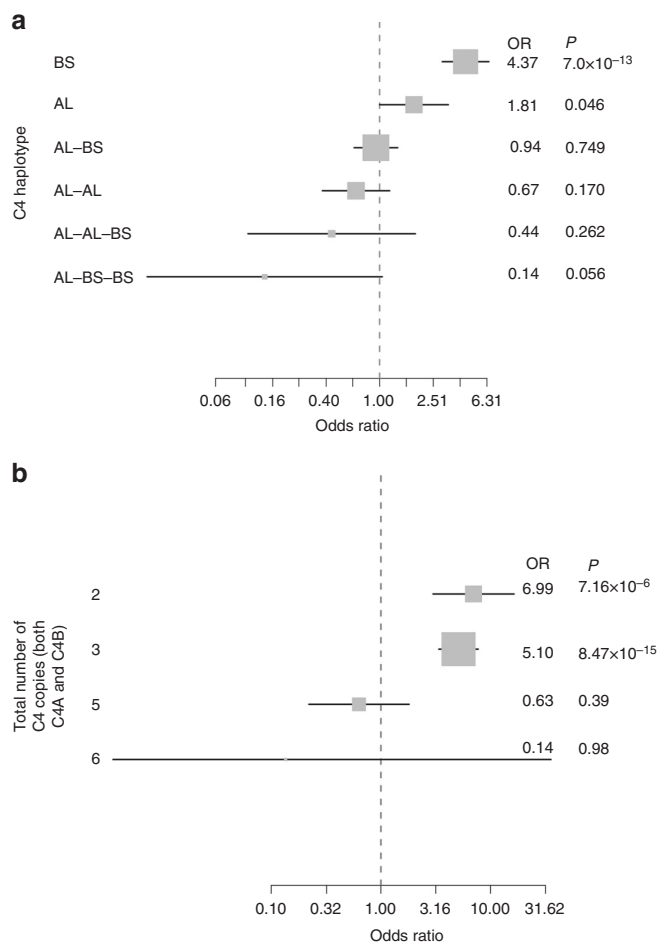 a
OR P
BS 4.37 7.0×10⁻¹³
AL 1.81 0.046
AL–BS 0.94 0.749
AL–AL 0.67 0.170
AL–AL–BS 0.44 0.262
AL–BS–BS 0.14 0.056
C4 haplotype
0.06 0.16 0.40 1.00 2.51 6.31
Odds ratio
b
OR P
2 6.99 7.16×10⁻⁶
3 5.10 8.47×10⁻¹⁵
5 0.63 0.39
6 0.14 0.98
Total number of
C4 copies (both
C4A and C4B)
0.10 0.32 1.00 3.16 10.00 31.62
Odds ratio